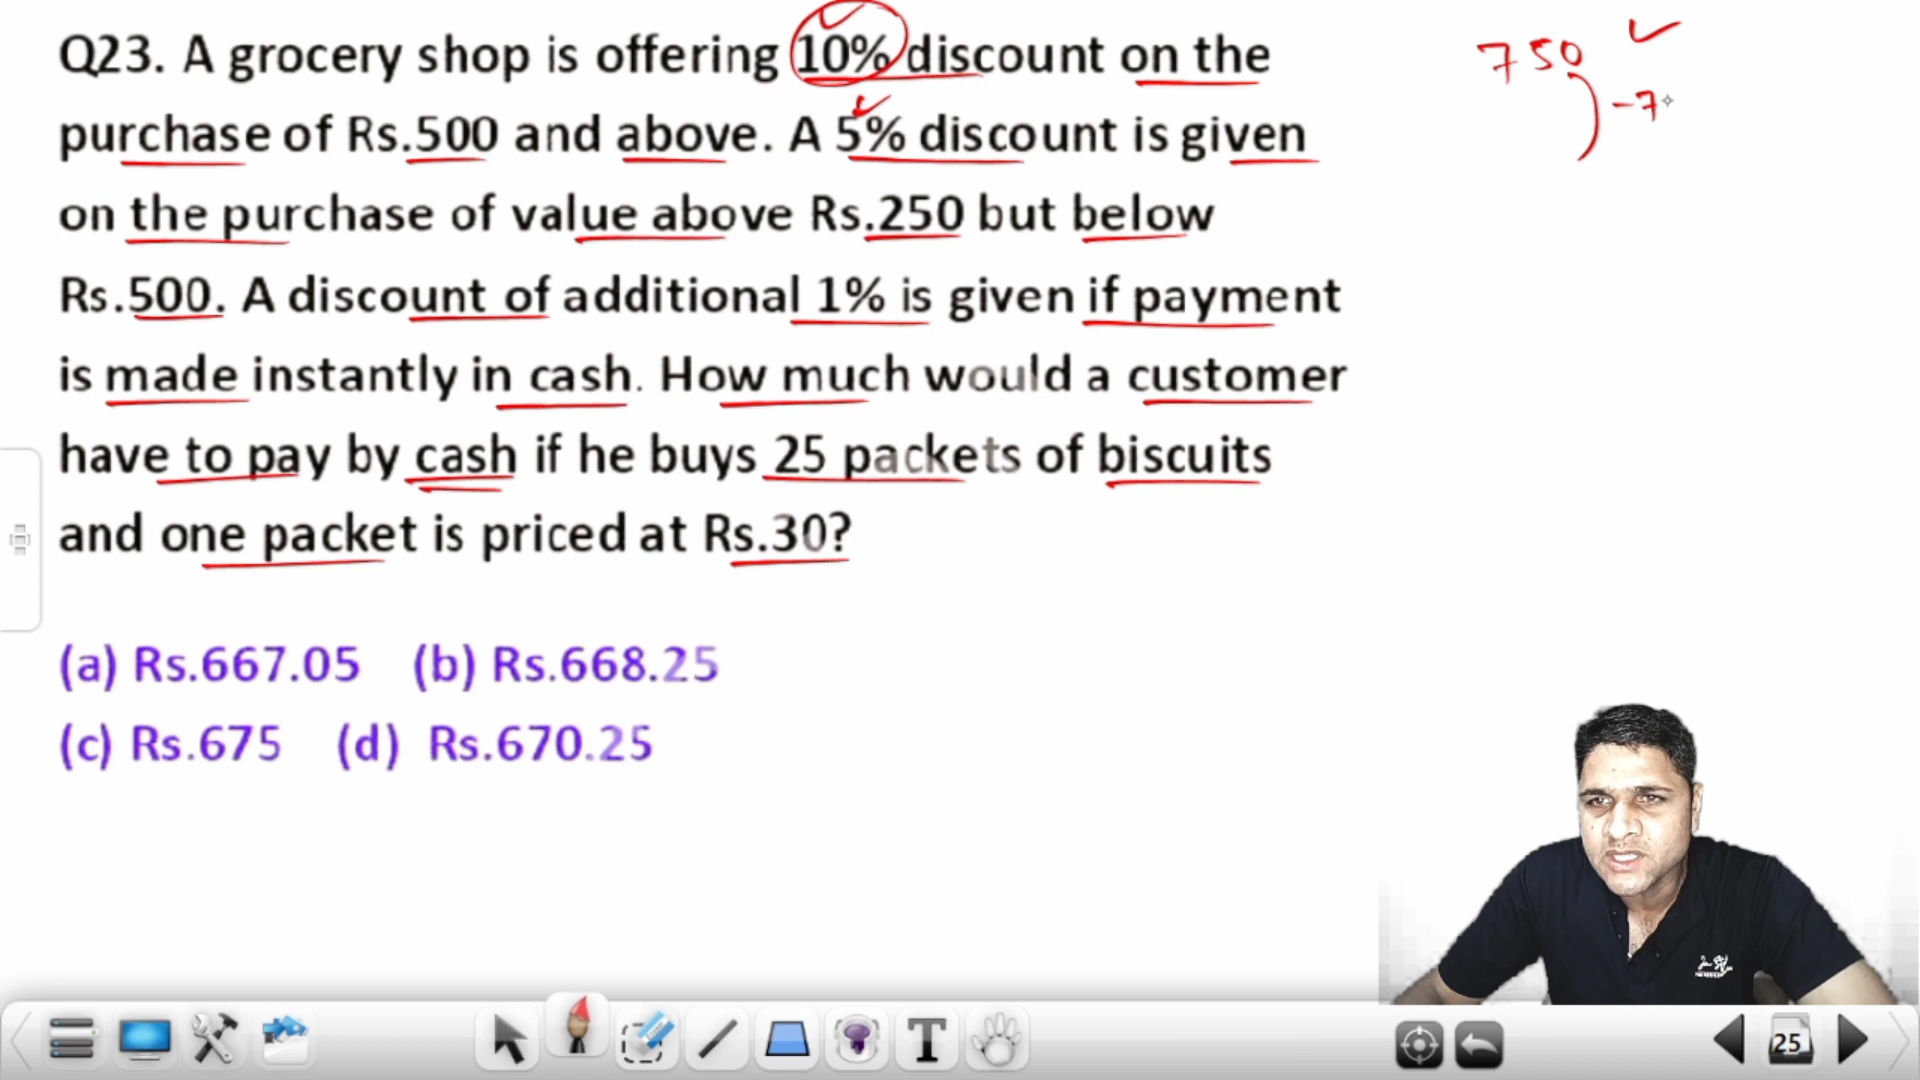 Q23. A grocery shop is offering 10% discount on the
purchase of Rs.500 and above. A 5% discount is given
on the purchase of value above Rs.250 but below
Rs.500. A discount of additional 1% is given if payment
is made instantly in cash. How much would a customer
have to pay by cash if he buys 25 packets of biscuits
and one packet is priced at Rs.30?
(a) Rs.667.05 (b) Rs.668.25
(c) Rs.675 (d) Rs.670.25
750
-7
T
25